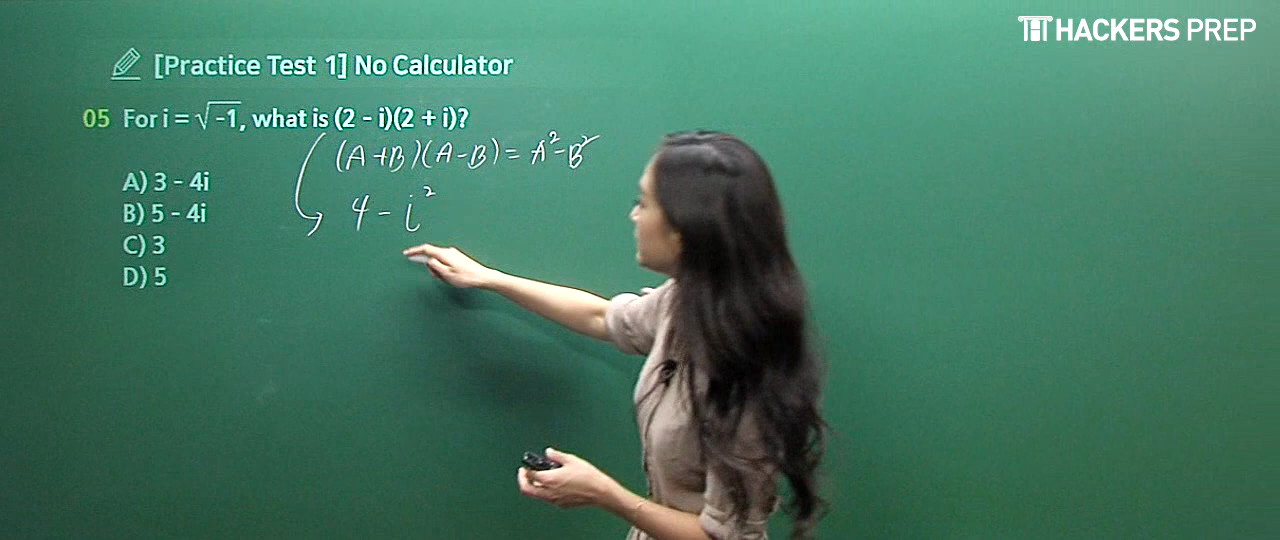 HACKERS PREP
[Practice Test 1] No Calculator
05 For i = √-1, what is (2 - i)(2 + i)?
(A+B)(A-B) = A²-B²
A) 3 - 4i
4 - i²
B) 5 - 4i
C) 3
D) 5